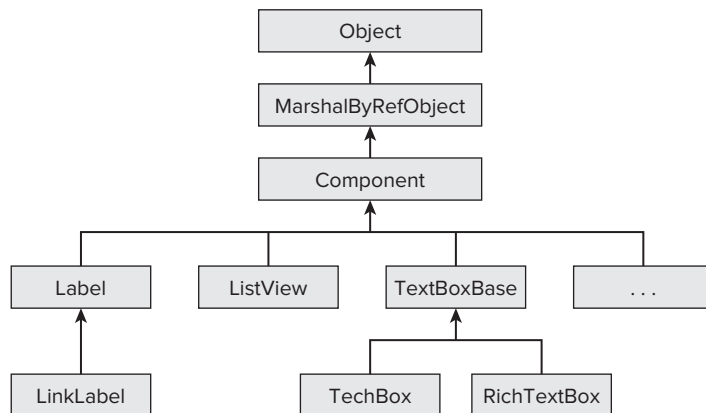 Object
MarshalByRefObject
Component
Label
ListView
TextBoxBase
. . .
LinkLabel
TechBox
RichTextBox